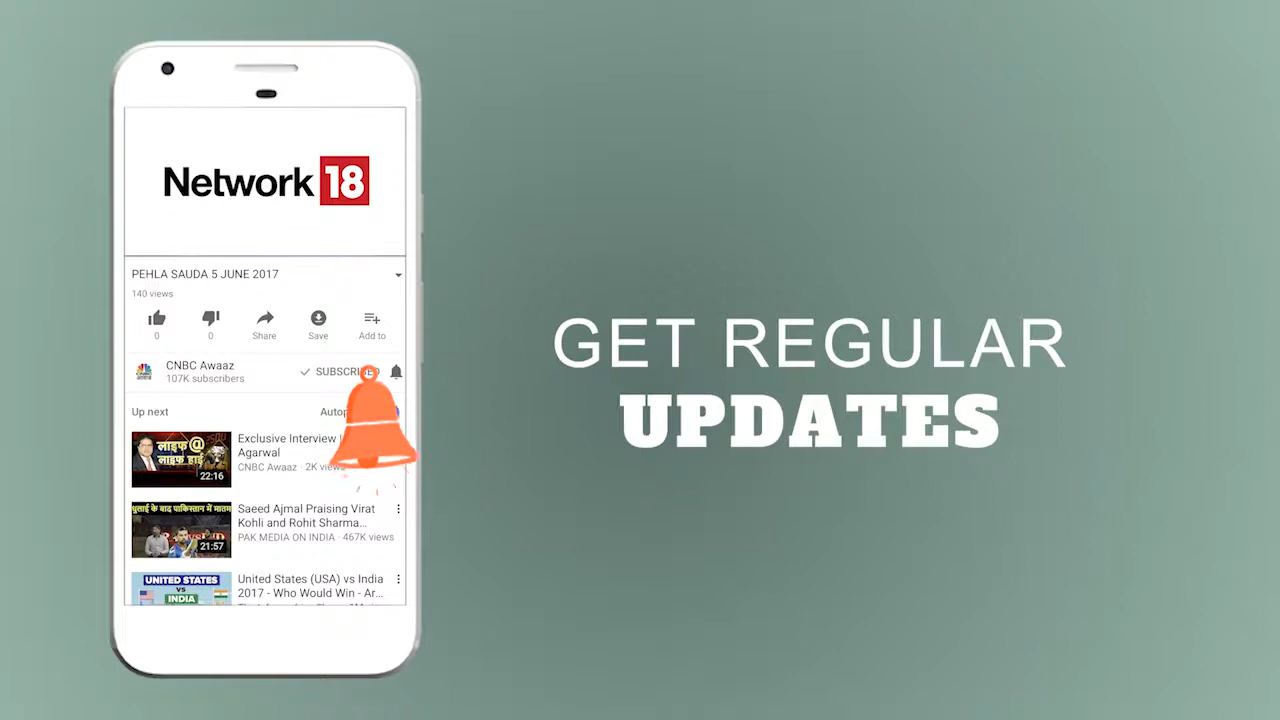 Network 18
PEHLA SAUDA 5 JUNE 2017
140 views
0
0
Share
Save
Add to
CNBC Awaaz
107K subscribers
SUBSCRIBED
Up next
लाइफ @
लाइफ हाई
22:16
Exclusive Interview
Agarwal
CNBC Awaaz · 2K views
धुलाई के बाद पाकिस्तान में मातम
21:57
Saeed Ajmal Praising Virat
Kohli and Rohit Sharma...
PAK MEDIA ON INDIA · 467K views
UNITED STATES
VS
INDIA
United States (USA) vs India
2017 - Who Would Win - Ar...
GET REGULAR
UPDATES